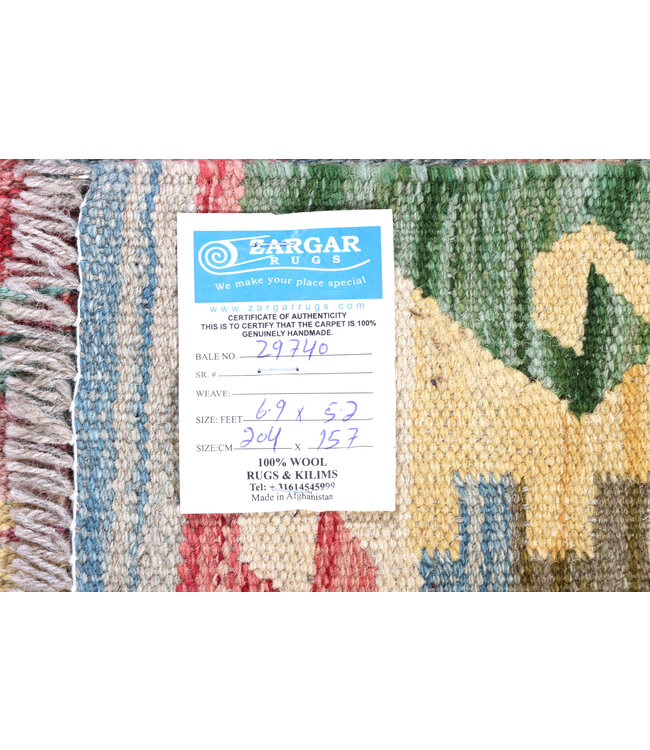 ZARGAR
RUGS
We make your place special
www.zargarrugs.com
CERTIFICATE OF AUTHENTICITY
THIS IS TO CERTIFY THAT THE CARPET IS 100%
GENUINELY HANDMADE.
BALE NO. 29740
SR. #
WEAVE:
SIZE: FEET 6.9 X 5.2
SIZE:CM 204 X 157
100% WOOL
RUGS & KILIMS
Tel: + 31614545999
Made in Afghanistan